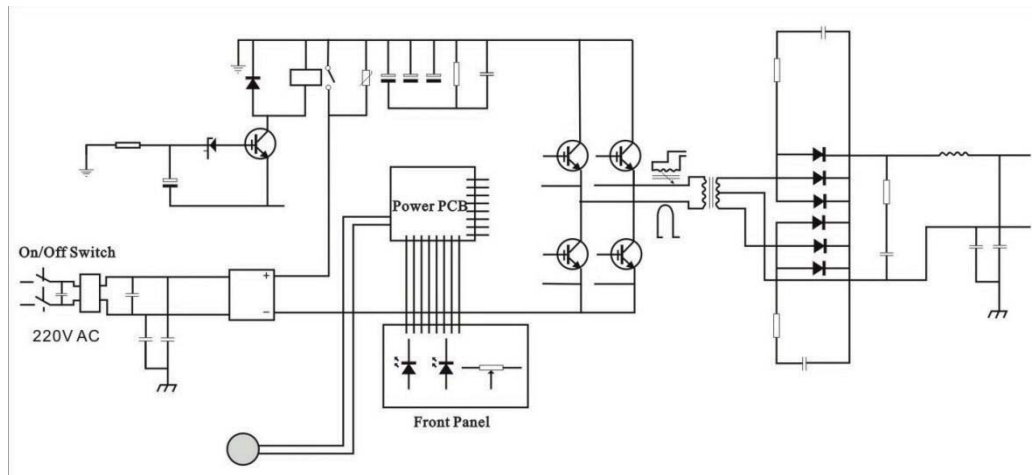 Power PCB
On/Off Switch
+
−
220V AC
Front Panel